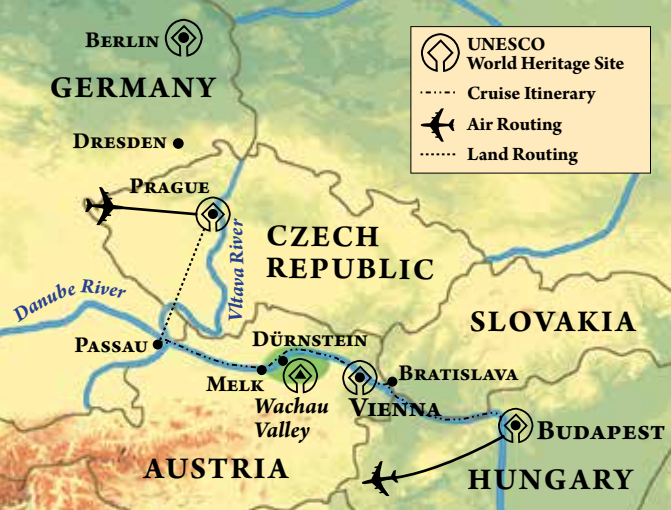 BERLIN
GERMANY
DRESDEN
PRAGUE
CZECH
REPUBLIC
Vltava River
Danube River
PASSAU
DÜRNSTEIN
MELK
Wachau
Valley
VIENNA
BRATISLAVA
SLOVAKIA
BUDAPEST
AUSTRIA
HUNGARY
UNESCO
World Heritage Site
Cruise Itinerary
Air Routing
Land Routing